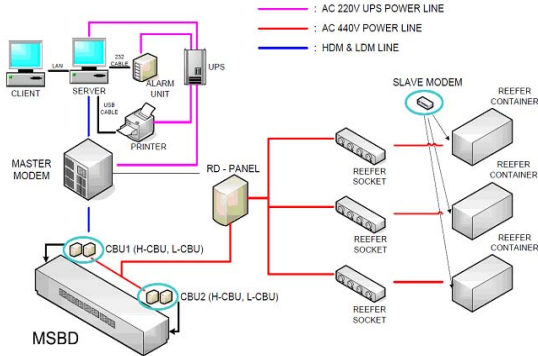 : AC 220V UPS POWER LINE
: AC 440V POWER LINE
: HDM & LDM LINE
LAN
232
CABLE
CLIENT
SERVER
ALARM
UNIT
UPS
USB
CABLE
PRINTER
MASTER
MODEM
RD - PANEL
SLAVE MODEM
REEFER
CONTAINER
REEFER
SOCKET
REEFER
CONTAINER
REEFER
SOCKET
REEFER
CONTAINER
REEFER
SOCKET
CBU1 (H-CBU, L-CBU)
CBU2 (H-CBU, L-CBU)
MSBD